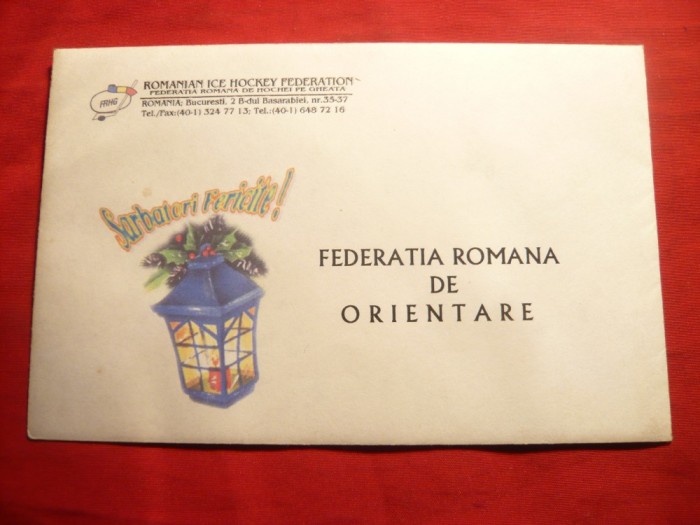 FRHG
ROMANIAN ICE HOCKEY FEDERATION
FEDERATIA ROMANA DE HOCHEI PE GHEATA
ROMANIA; Bucuresti, 2 B-dul Basarabiei, nr.35-37
Tel./Fax:(40-1) 324 77 13; Tel.:(40-1) 648 72 16
Sarbatori Fericite!
FEDERATIA ROMANA
DE
ORIENTARE